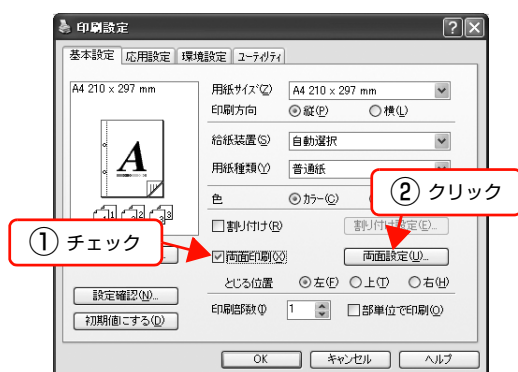 印刷設定
基本設定 応用設定 環境設定 ユーティリティ
A4 210 × 297 mm
用紙サイズ(Z) A4 210 × 297 mm
印刷方向 縦(P) 横(L)
給紙装置(S) 自動選択
用紙種類(Y) 普通紙
A
色 カラー(C)
② クリック
1 2 3
割り付け(R) 割り付け設定(E)...
① チェック
両面印刷(X) 両面設定(U)...
とじる位置 左(F) 上(T) 右(H)
設定確認(N)...
印刷部数(I) 1 部単位で印刷(O)
初期値にする(D)
OK キャンセル ヘルプ